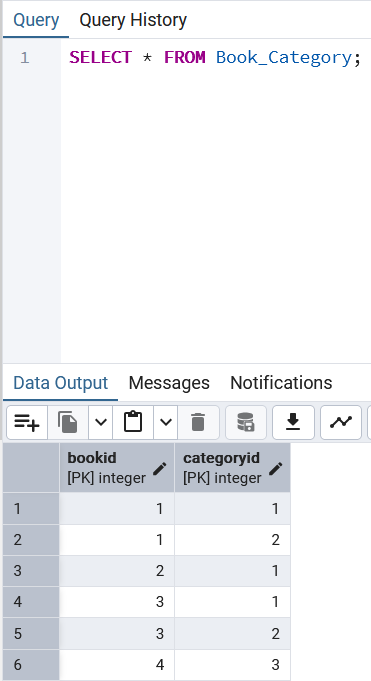 Query Query History
1 SELECT * FROM Book_Category;
Data Output Messages Notifications
bookid categoryid
[PK] integer [PK] integer
1 1 1
2 1 2
3 2 1
4 3 1
5 3 2
6 4 3